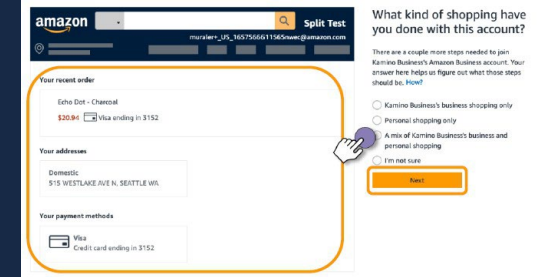 amazon
Split Test
muraler+_US_1657566611565nwec@amazon.com
Your recent order
Echo Dot - Charcoal
$20.94 Visa ending in 3152
Your addresses
Domestic
515 WESTLAKE AVE N, SEATTLE WA
Your payment methods
Visa
Credit card ending in 3152
What kind of shopping have
you done with this account?
There are a couple more steps needed to join
Kamino Business's Amazon Business account. Your
answer here helps us figure out what those steps
should be. How?
Kamino Business's business shopping only
Personal shopping only
A mix of Kamino Business's business and
personal shopping
I'm not sure
Next